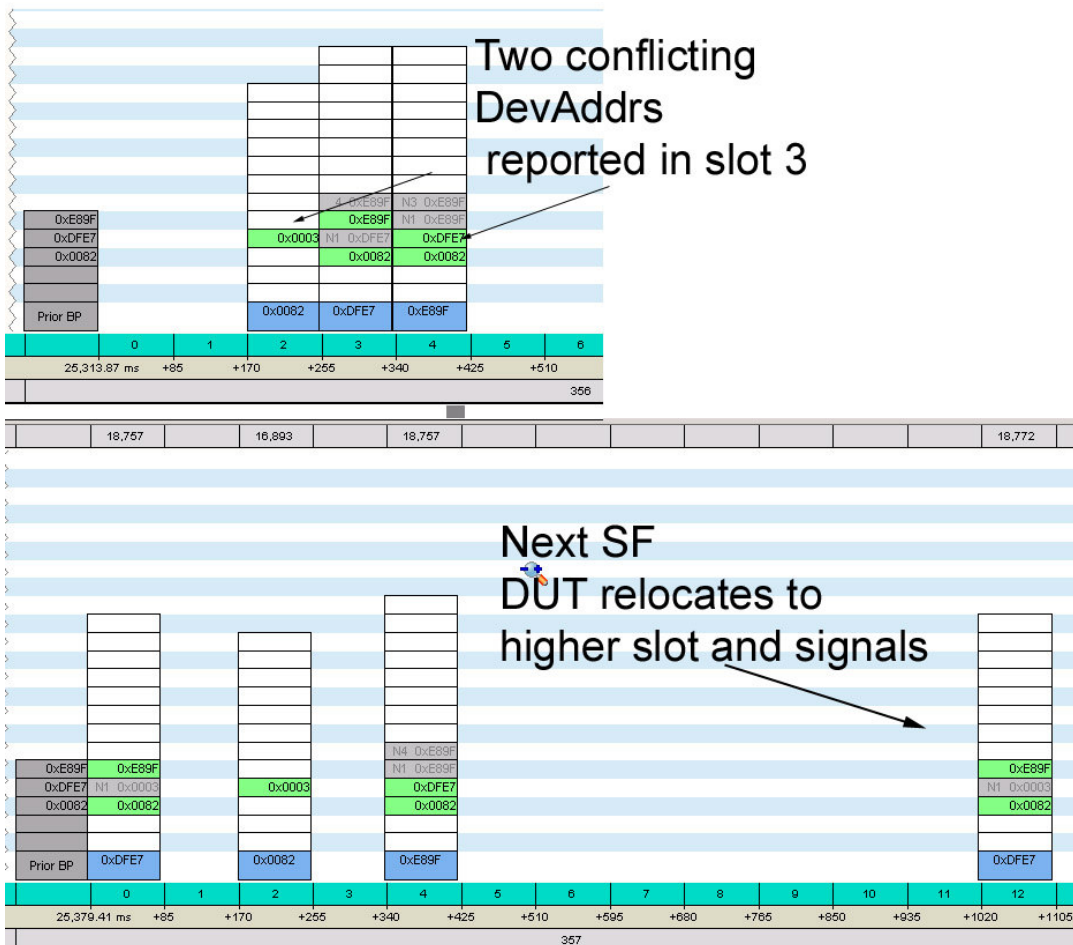 Two conflicting
DevAddrs
reported in slot 3
4 0xE89F N3 0xE89F
0xE89F 0xE89F N1 0xE89F
0xDFE7 0x0003 N1 0xDFE7 0xDFE7
0x0082 0x0082 0x0082
Prior BP 0x0082 0xDFE7 0xE89F
0 1 2 3 4 5 6
25,313.87 ms +85 +170 +255 +340 +425 +510
356
18,757 16,893 18,757 18,772
Next SF
DUT relocates to
higher slot and signals
N4 0xE89F
0xE89F 0xE89F N1 0xE89F 0xE89F
0xDFE7 N1 0x0003 0x0003 0xDFE7 N1 0x0003
0x0082 0x0082 0x0082 0x0082
Prior BP 0xDFE7 0x0082 0xE89F 0xDFE7
0 1 2 3 4 5 6 7 8 9 10 11 12
25,379.41 ms +85 +170 +255 +340 +425 +510 +595 +680 +765 +850 +935 +1020 +1105
357